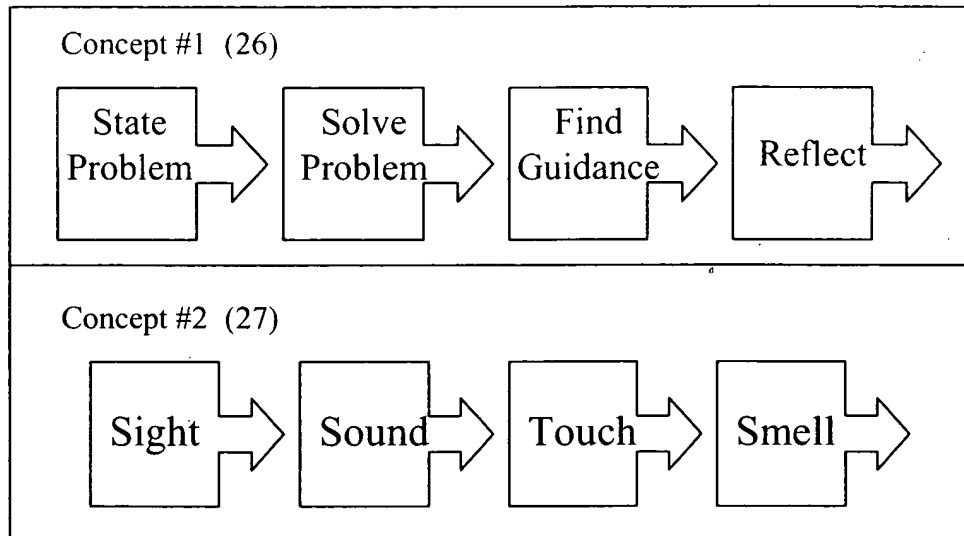 Concept #1 (26)
State
Problem
Solve
Problem
Find
Guidance
Reflect
Concept #2 (27)
Sight
Sound
Touch
Smell